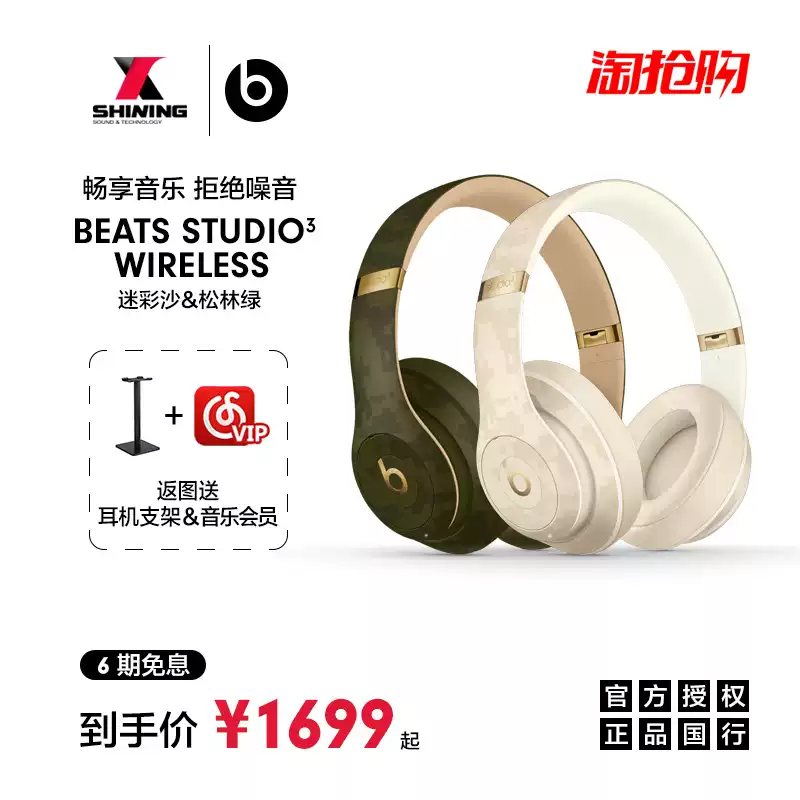 SHINING
SOUND & TECHNOLOGY
b
淘抢购
畅享音乐 拒绝噪音
BEATS STUDIO³
WIRELESS
迷彩沙&松林绿
VIP
返图送
耳机支架&音乐会员
6 期免息
到手价 ¥1699 起
官方授权
正品国行